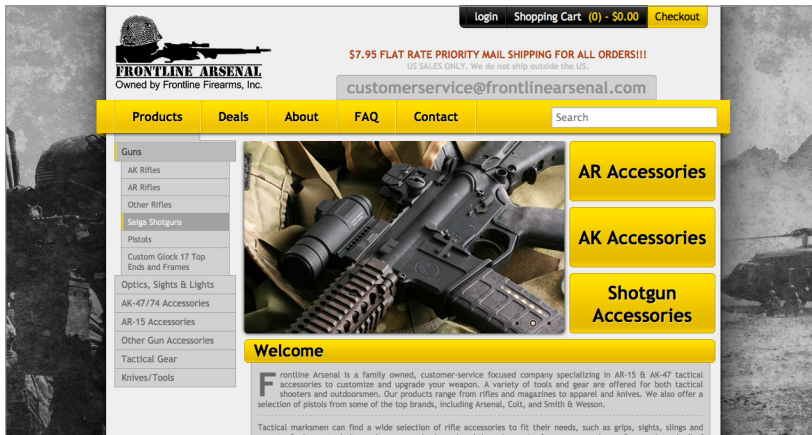 login Shopping Cart (0) - $0.00 Checkout
$7.95 FLAT RATE PRIORITY MAIL SHIPPING FOR ALL ORDERS!!!
US SALES ONLY. We do not ship outside the US.
FRONTLINE ARSENAL
Owned by Frontline Firearms, Inc.
customerservice@frontlinearsenal.com
Products Deals About FAQ Contact Search
Guns
AK Rifles
AR Rifles
Other Rifles
Saiga Shotguns
Pistols
Custom Glock 17 Top
Ends and Frames
Optics, Sights & Lights
AK-47/74 Accessories
AR-15 Accessories
Other Gun Accessories
Tactical Gear
Knives/Tools
AR Accessories
AK Accessories
Shotgun
Accessories
Welcome
Frontline Arsenal is a family owned, customer-service focused company specializing in AR-15 & AK-47 tactical
accessories to customize and upgrade your weapon. A variety of tools and gear are offered for both tactical
shooters and outdoorsmen. Our products range from rifles and magazines to apparel and knives. We also offer a
selection of pistols from some of the top brands, including Arsenal, Colt, and Smith & Wesson.
Tactical marksmen can find a wide selection of rifle accessories to fit their needs, such as grips, sights, slings and